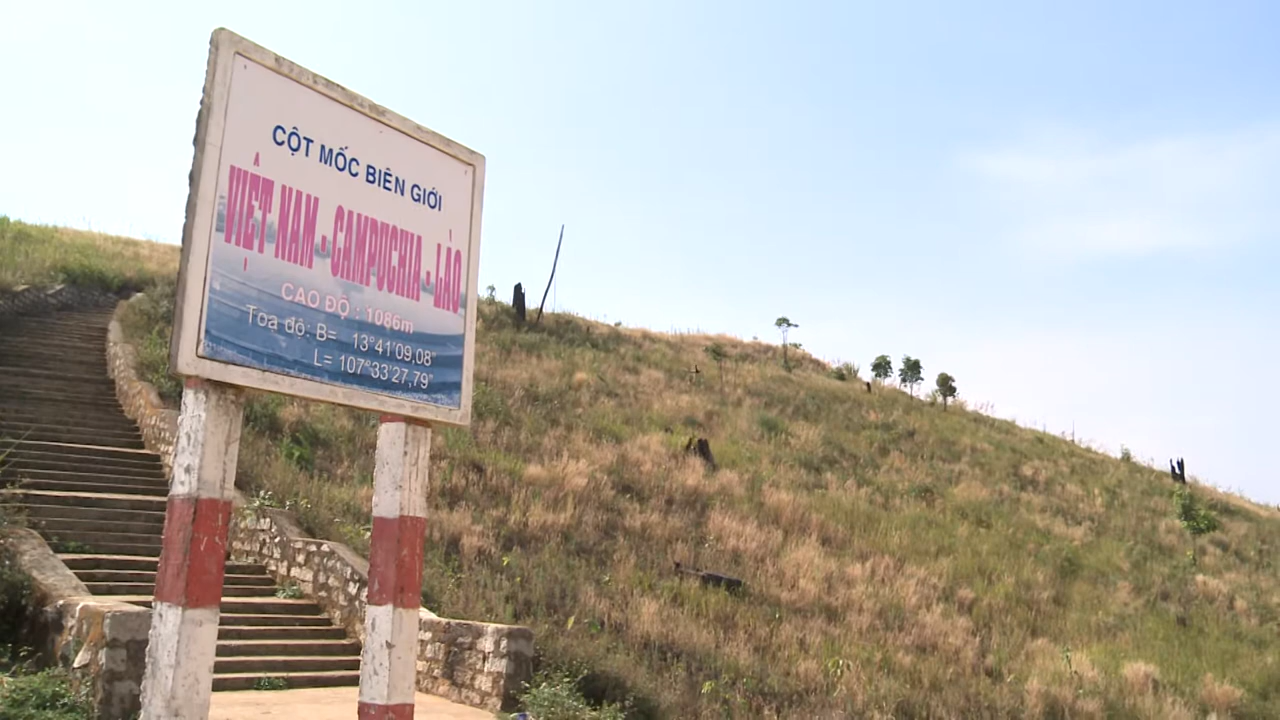 CỘT MỐC BIÊN GIỚI
VIỆT NAM - CAMPUCHIA - LÀO
CAO ĐỘ : 1086m
Toạ độ: B= 13°41'09,08"
L= 107°33'27,79"